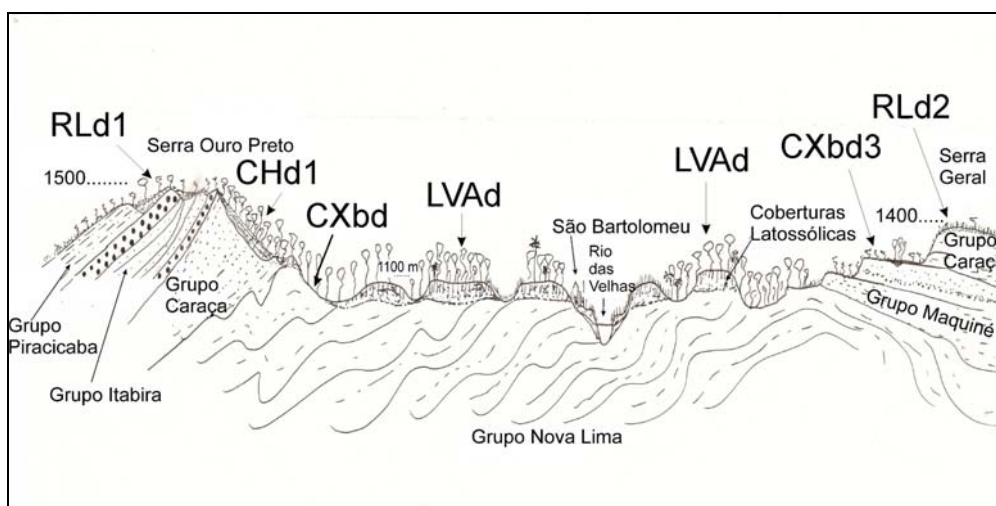 RLd1
Serra Ouro Preto
1500........
CHd1
CXbd
LVAd
1100 m
São Bartolomeu
Rio
das
Velhas
LVAd
Coberturas
Latossólicas
CXbd3
RLd2
Serra
Geral
1400.....
Grupo
Caraç
Grupo Maquiné
Grupo
Caraça
Grupo
Piracicaba
Grupo Itabira
Grupo Nova Lima